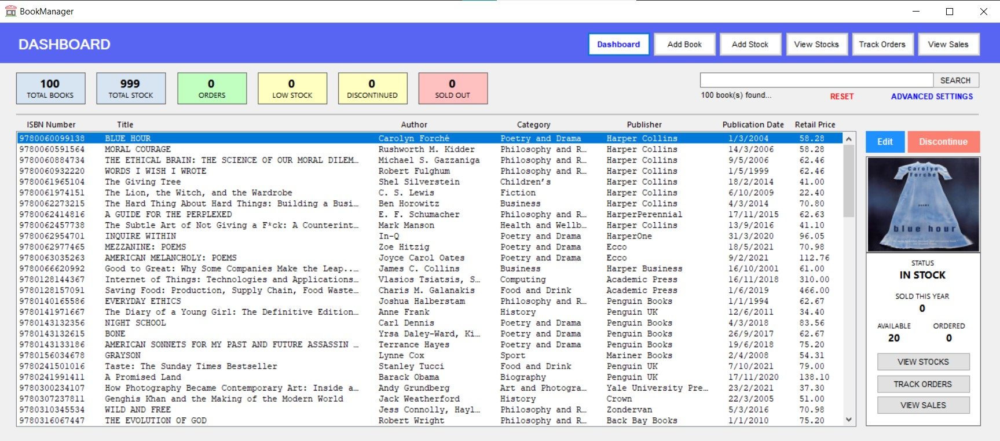 BookManager
DASHBOARD
Dashboard Add Book Add Stock View Stocks Track Orders View Sales
100 999 0 0 0 0
TOTAL BOOKS TOTAL STOCK ORDERS LOW STOCK DISCONTINUED SOLD OUT
SEARCH
100 book(s) found... RESET ADVANCED SETTINGS
ISBN Number Title Author Category Publisher Publication Date Retail Price
9780060099138 BLUE HOUR Carolyn Forché Poetry and Drama Harper Collins 1/3/2004 58.28
9780060591564 MORAL COURAGE Rushworth M. Kidder Philosophy and R… Harper Collins 14/3/2006 58.28
9780060884734 THE ETHICAL BRAIN: THE SCIENCE OF OUR MORAL DILEM… Michael S. Gazzaniga Philosophy and R… Harper Collins 9/5/2006 62.46
9780060932220 WORDS I WISH I WROTE Robert Fulghum Philosophy and R… Harper Collins 1/5/1999 62.46
9780061965104 The Giving Tree Shel Silverstein Children’s Harper Collins 18/2/2014 41.00
9780061974151 The Lion, the Witch, and the Wardrobe C. S. Lewis Fiction Harper Collins 6/10/2009 22.40
9780062273215 The Hard Thing About Hard Things: Building a Busi… Ben Horowitz Business Harper Collins 4/3/2014 70.80
9780062414816 A GUIDE FOR THE PERPLEXED E. F. Schumacher Philosophy and R… HarperPerennial 17/11/2015 62.63
9780062457738 The Subtle Art of Not Giving a F*ck: A Counterint… Mark Manson Health and Wellb… Harper Collins 13/9/2016 41.10
9780062954701 INQUIRE WITHIN In-Q Poetry and Drama HarperOne 31/3/2020 96.05
9780062977465 MEZZANINE: POEMS Zoe Hitzig Poetry and Drama Ecco 18/5/2021 70.98
9780063035263 AMERICAN MELANCHOLY: POEMS Joyce Carol Oates Poetry and Drama Ecco 9/2/2021 112.76
9780066620992 Good to Great: Why Some Companies Make the Leap..… James C. Collins Business Harper Business 16/10/2001 61.00
9780128144367 Internet of Things: Technologies and Applications… Vlasios Tsiatsis, S… Computing Academic Press 16/11/2018 310.00
9780128157091 Saving Food: Production, Supply Chain, Food Waste… Charis M. Galanakis Food and Drink Academic Press 1/6/2019 466.00
9780140165586 EVERYDAY ETHICS Joshua Halberstam Philosophy and R… Penguin Books 1/1/1994 62.67
9780141971667 The Diary of a Young Girl: The Definitive Edition… Anne Frank History Penguin UK 12/6/2011 34.40
9780143132356 NIGHT SCHOOL Carl Dennis Poetry and Drama Penguin Books 4/3/2018 83.56
9780143132615 BONE Yrsa Daley-Ward, Ki… Poetry and Drama Penguin Books 26/9/2017 62.67
9780143133186 AMERICAN SONNETS FOR MY PAST AND FUTURE ASSASSIN … Terrance Hayes Poetry and Drama Penguin Books 19/6/2018 75.20
9780156034678 GRAYSON Lynne Cox Sport Mariner Books 2/4/2008 54.31
9780241501016 Taste: The Sunday Times Bestseller Stanley Tucci Food and Drink Penguin UK 7/10/2021 79.00
9780241991411 A Promised Land Barack Obama Biography Penguin UK 17/11/2020 138.10
9780300234107 How Photography Became Contemporary Art: Inside a… Andy Grundberg Art and Photogra… Yale University Pre… 23/2/2021 37.30
9780307237811 Genghis Khan and the Making of the Modern World Jack Weatherford History Crown 22/3/2005 51.00
9780310345534 WILD AND FREE Jess Connolly, Hayl… Philosophy and R… Zondervan 5/3/2016 70.98
9780316067447 THE EVOLUTION OF GOD Robert Wright Philosophy and R… Back Bay Books 1/1/2010 75.20
Edit Discontinue
Carolyn
Forché
poems
blue hour
STATUS
IN STOCK
SOLD THIS YEAR
0
AVAILABLE ORDERED
20 0
VIEW STOCKS
TRACK ORDERS
VIEW SALES